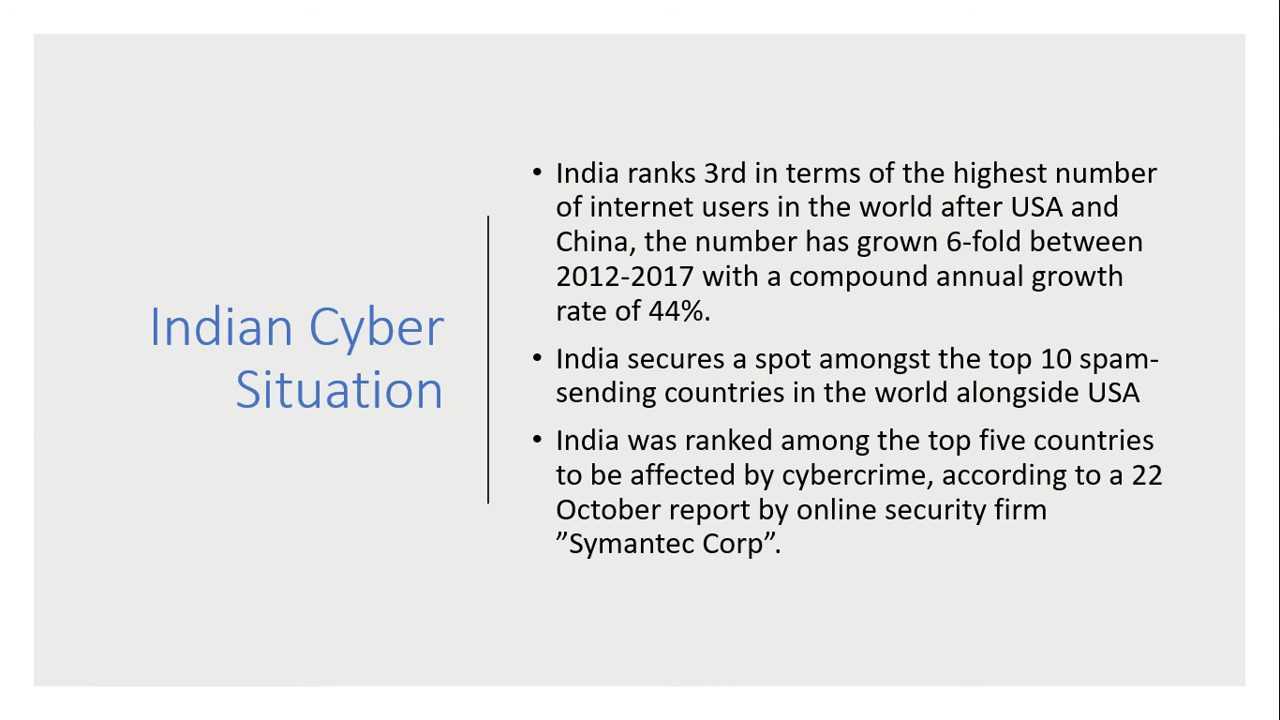 Indian Cyber
Situation
• India ranks 3rd in terms of the highest number
of internet users in the world after USA and
China, the number has grown 6-fold between
2012-2017 with a compound annual growth
rate of 44%.
• India secures a spot amongst the top 10 spam-
sending countries in the world alongside USA
• India was ranked among the top five countries
to be affected by cybercrime, according to a 22
October report by online security firm
”Symantec Corp”.